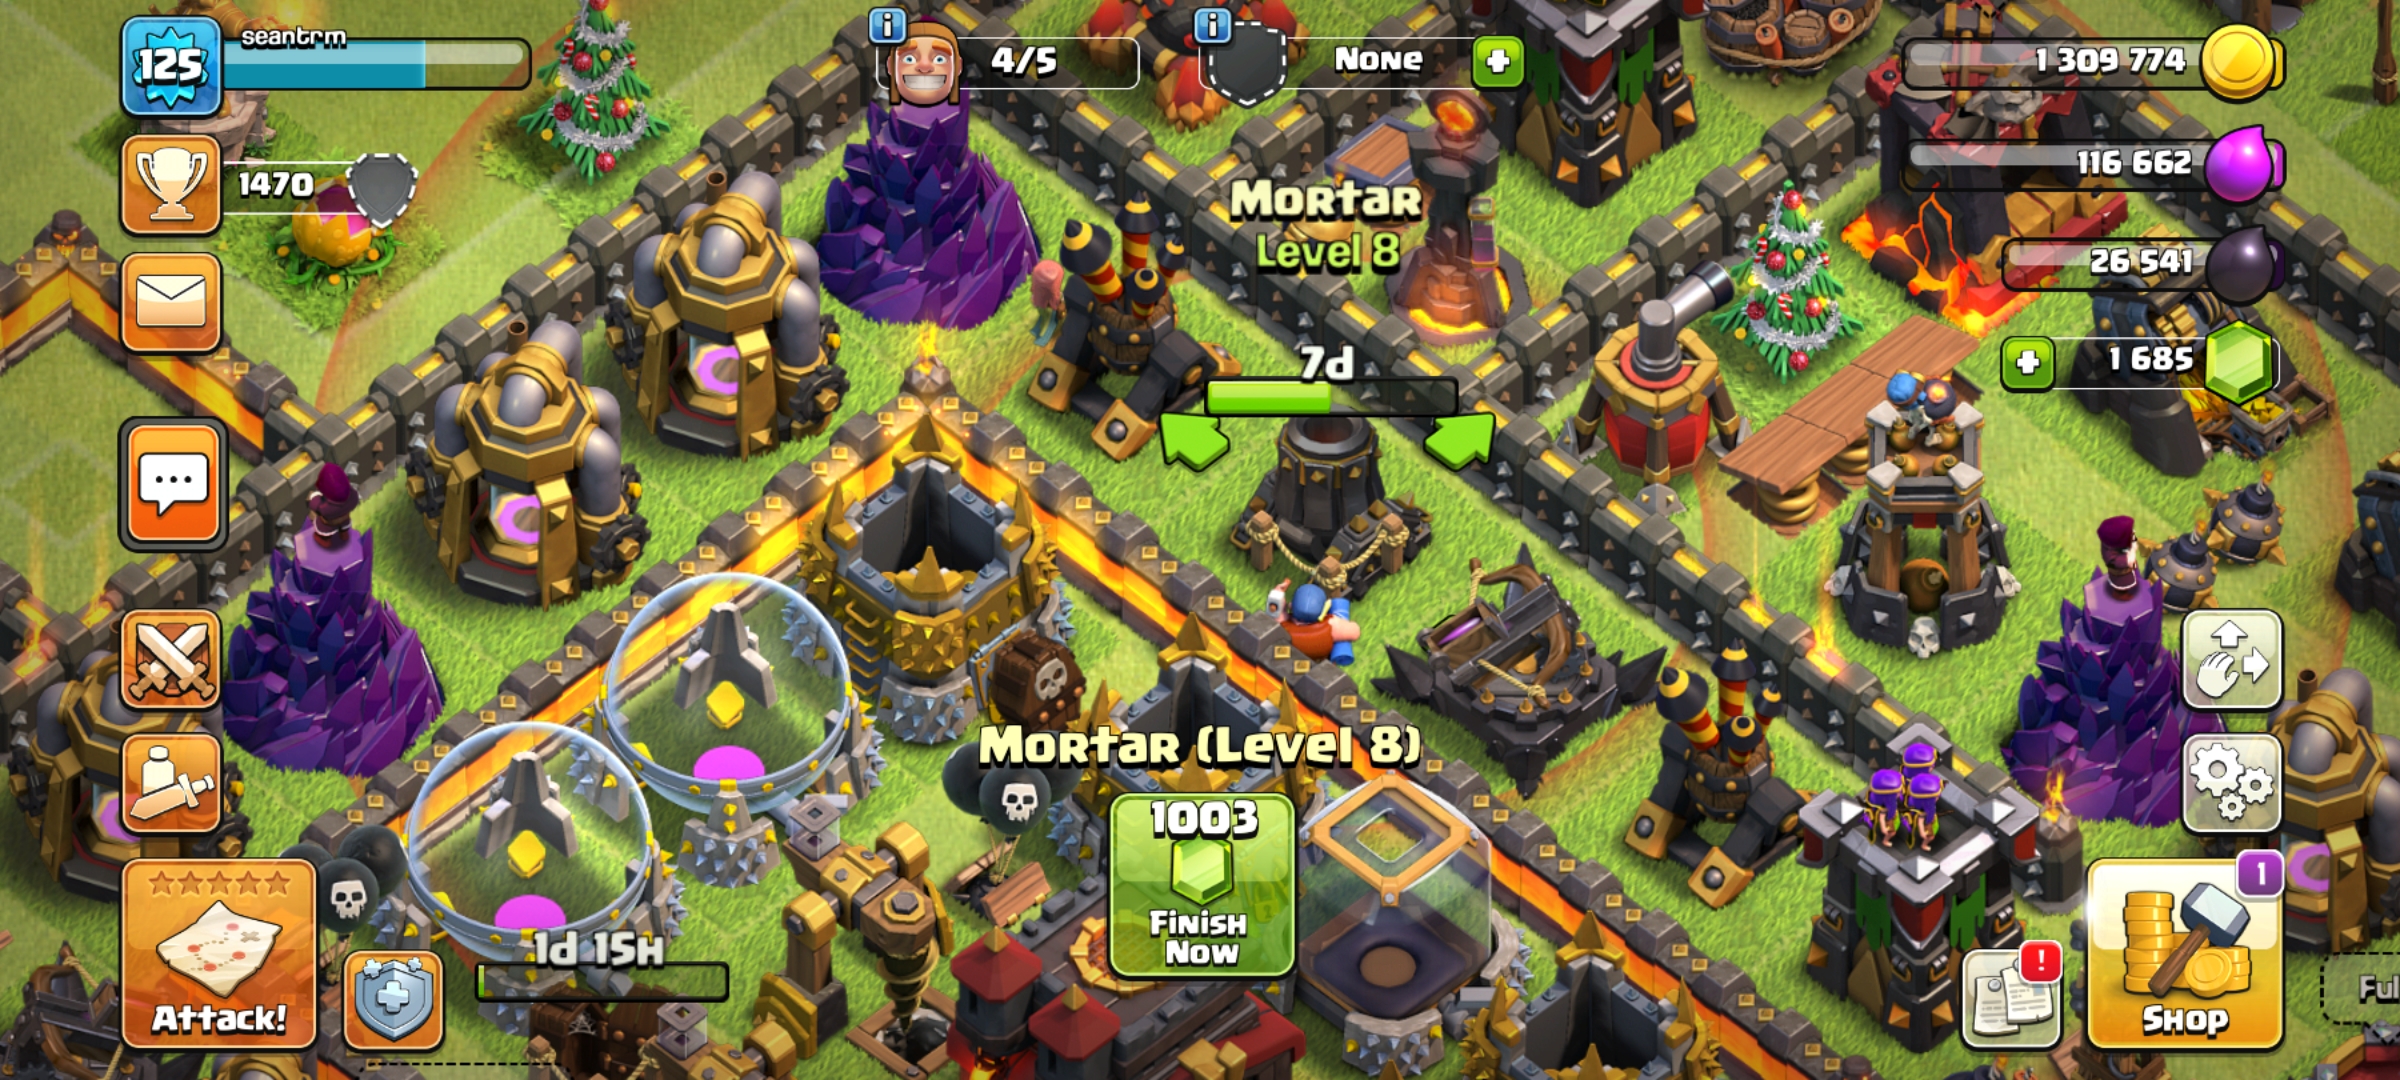 125
seantrm
4/5
None
1 309 774
1470
116 662
Mortar
Level 8
26 541
7d
1 685
Mortar (Level 8)
1003
Finish
Now
1
1d 15H
!
Attack!
Shop
Ful